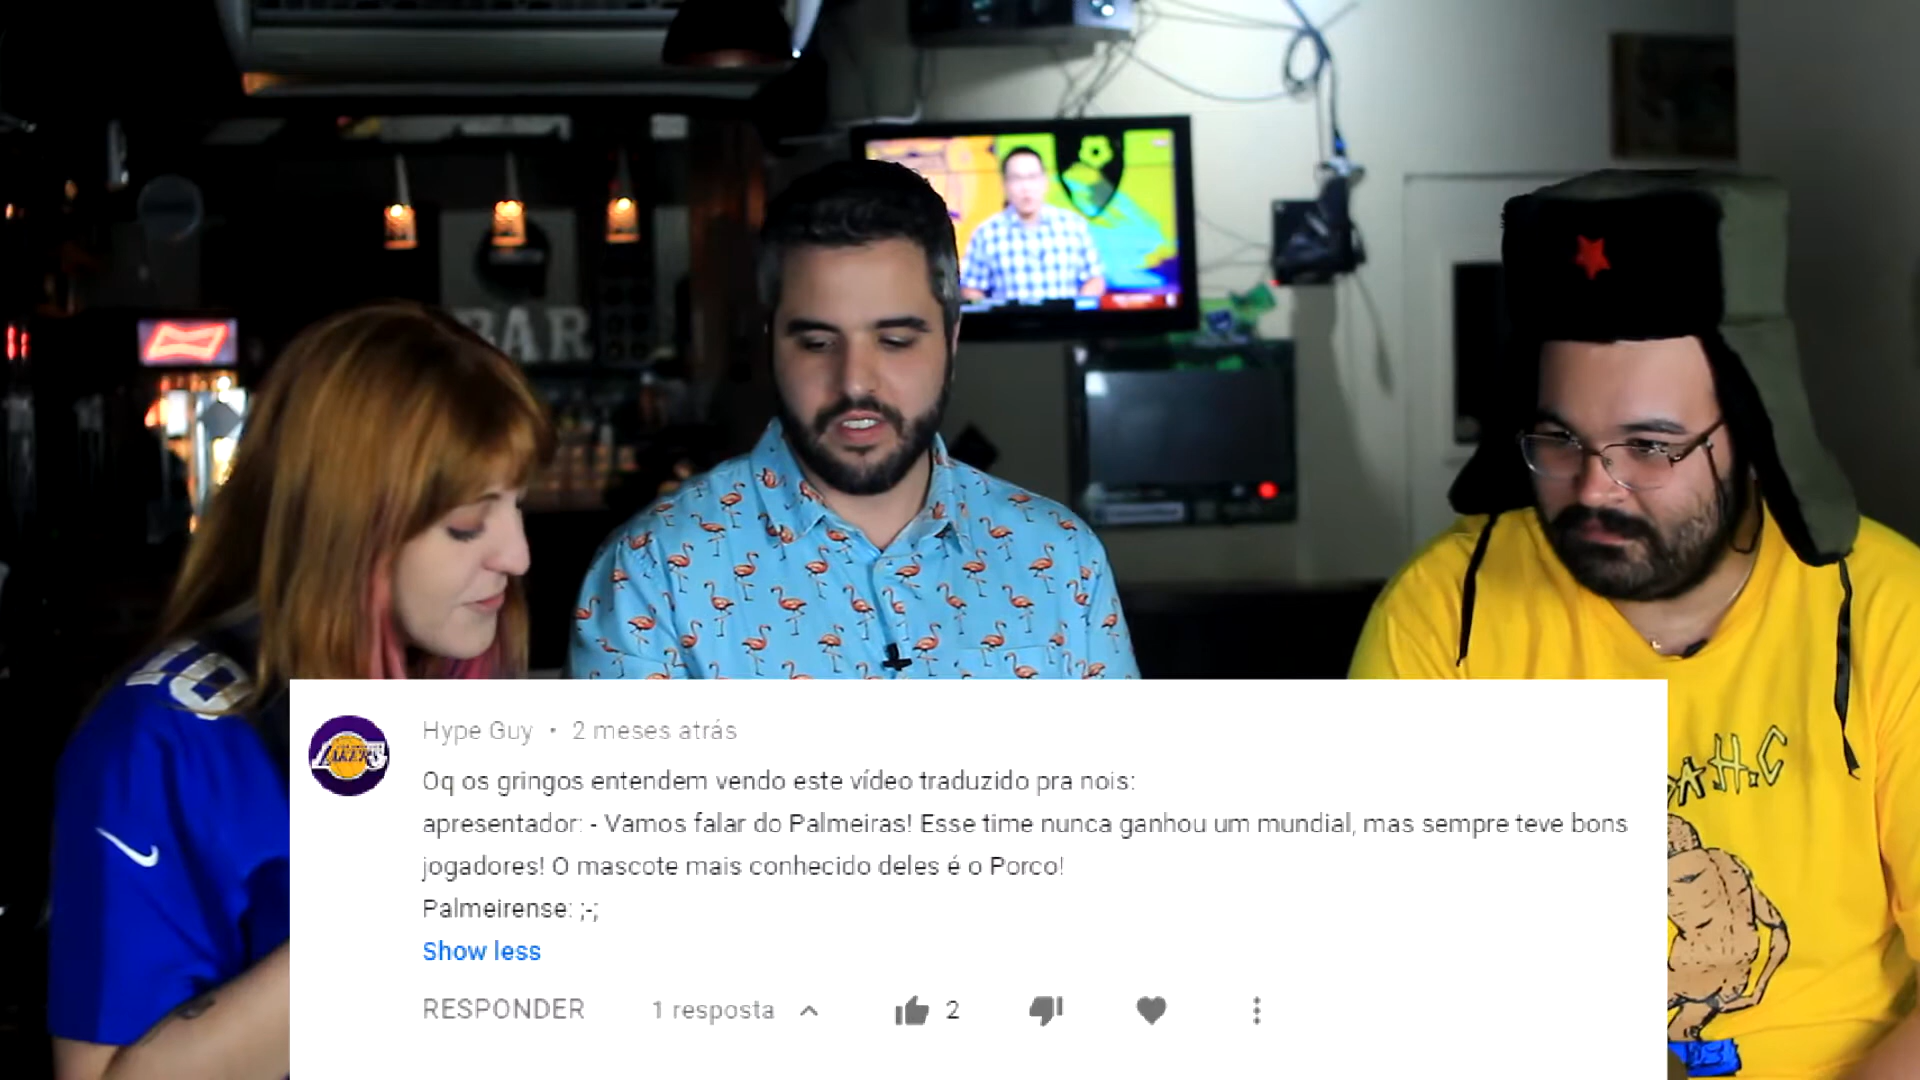 BAR
10
LAKERS
Hype Guy • 2 meses atrás
Oq os gringos entendem vendo este vídeo traduzido pra nois:
apresentador: - Vamos falar do Palmeiras! Esse time nunca ganhou um mundial, mas sempre teve bons
jogadores! O mascote mais conhecido deles é o Porco!
Palmeirense: ;-;
Show less
RESPONDER 1 resposta 2